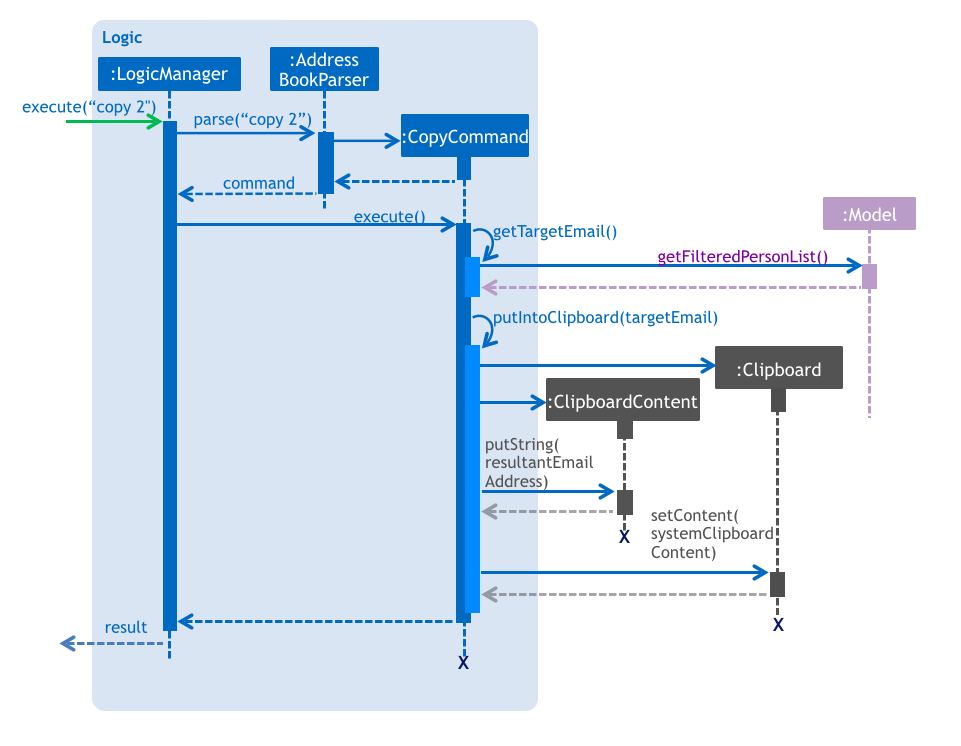 Logic
:LogicManager
:Address
BookParser
execute(“copy 2")
parse(“copy 2”)
:CopyCommand
command
execute()
:Model
getTargetEmail()
getFilteredPersonList()
putIntoClipboard(targetEmail)
:Clipboard
:ClipboardContent
putString(
resultantEmail
Address)
setContent(
systemClipboard
Content)
X
X
result
X